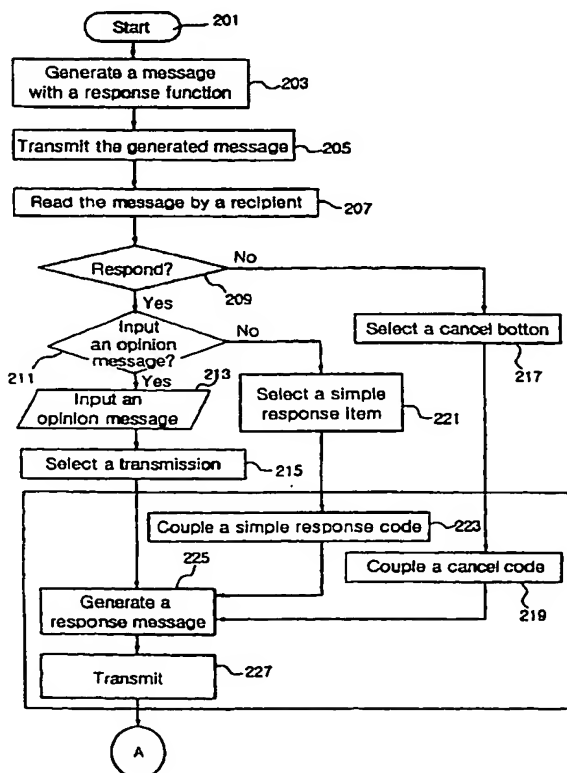 Start
201
Generate a message
with a response function
203
Transmit the generated message
205
Read the message by a recipient
207
Respond?
No
209
Yes
Input
an opinion
message?
No
211
Yes
213
Input an
opinion message
Select a cancel botton
217
Select a simple
response item
221
Select a transmission
215
Couple a simple response code
223
225
Couple a cancel code
219
Generate a
response message
Transmit
227
A